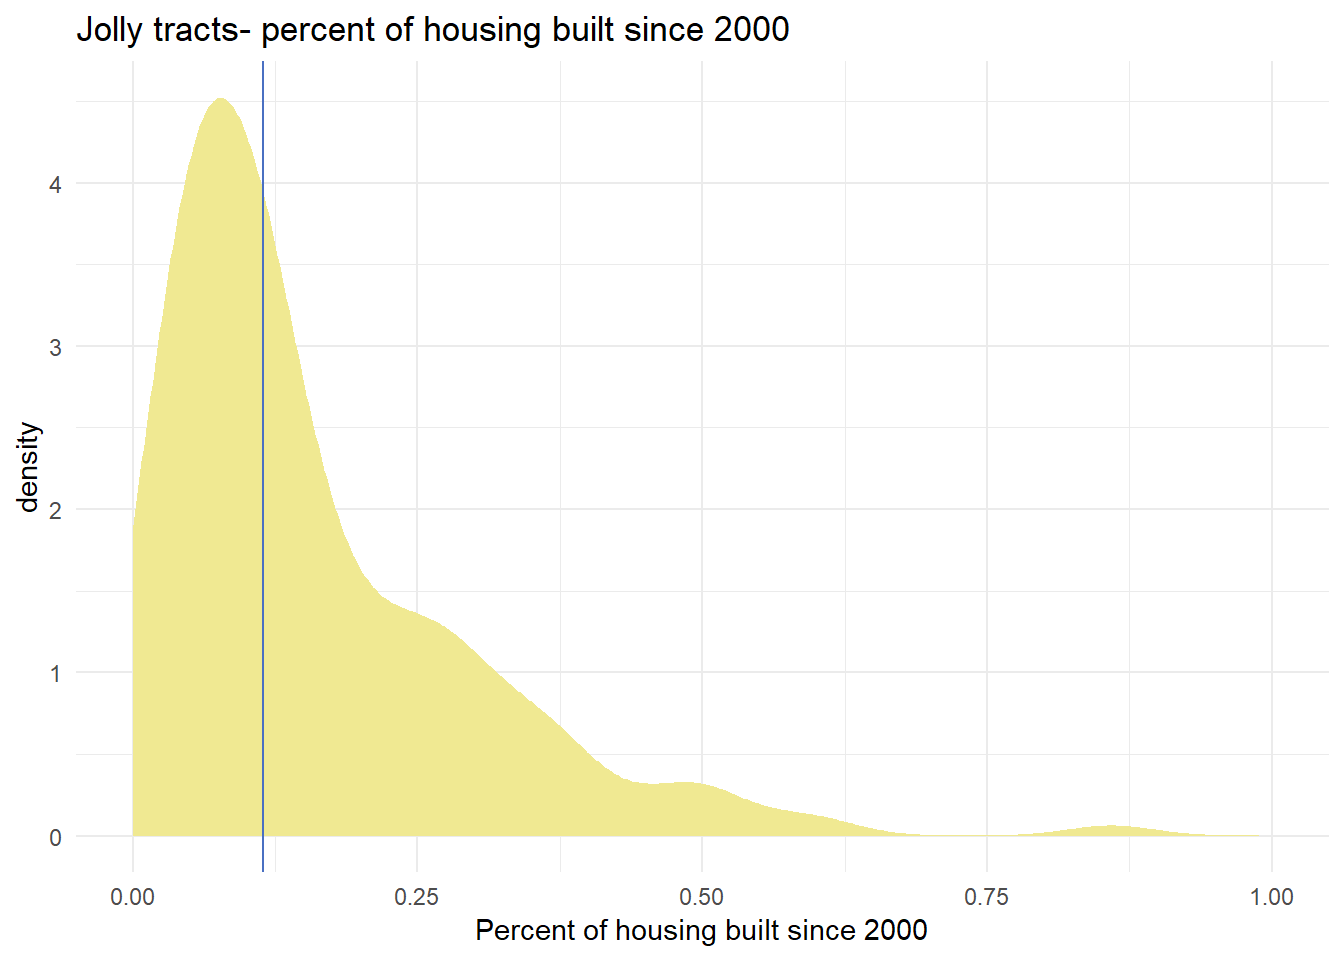 Jolly tracts- percent of housing built since 2000
density
4
3
2
1
0
0.00 0.25 0.50 0.75 1.00
Percent of housing built since 2000